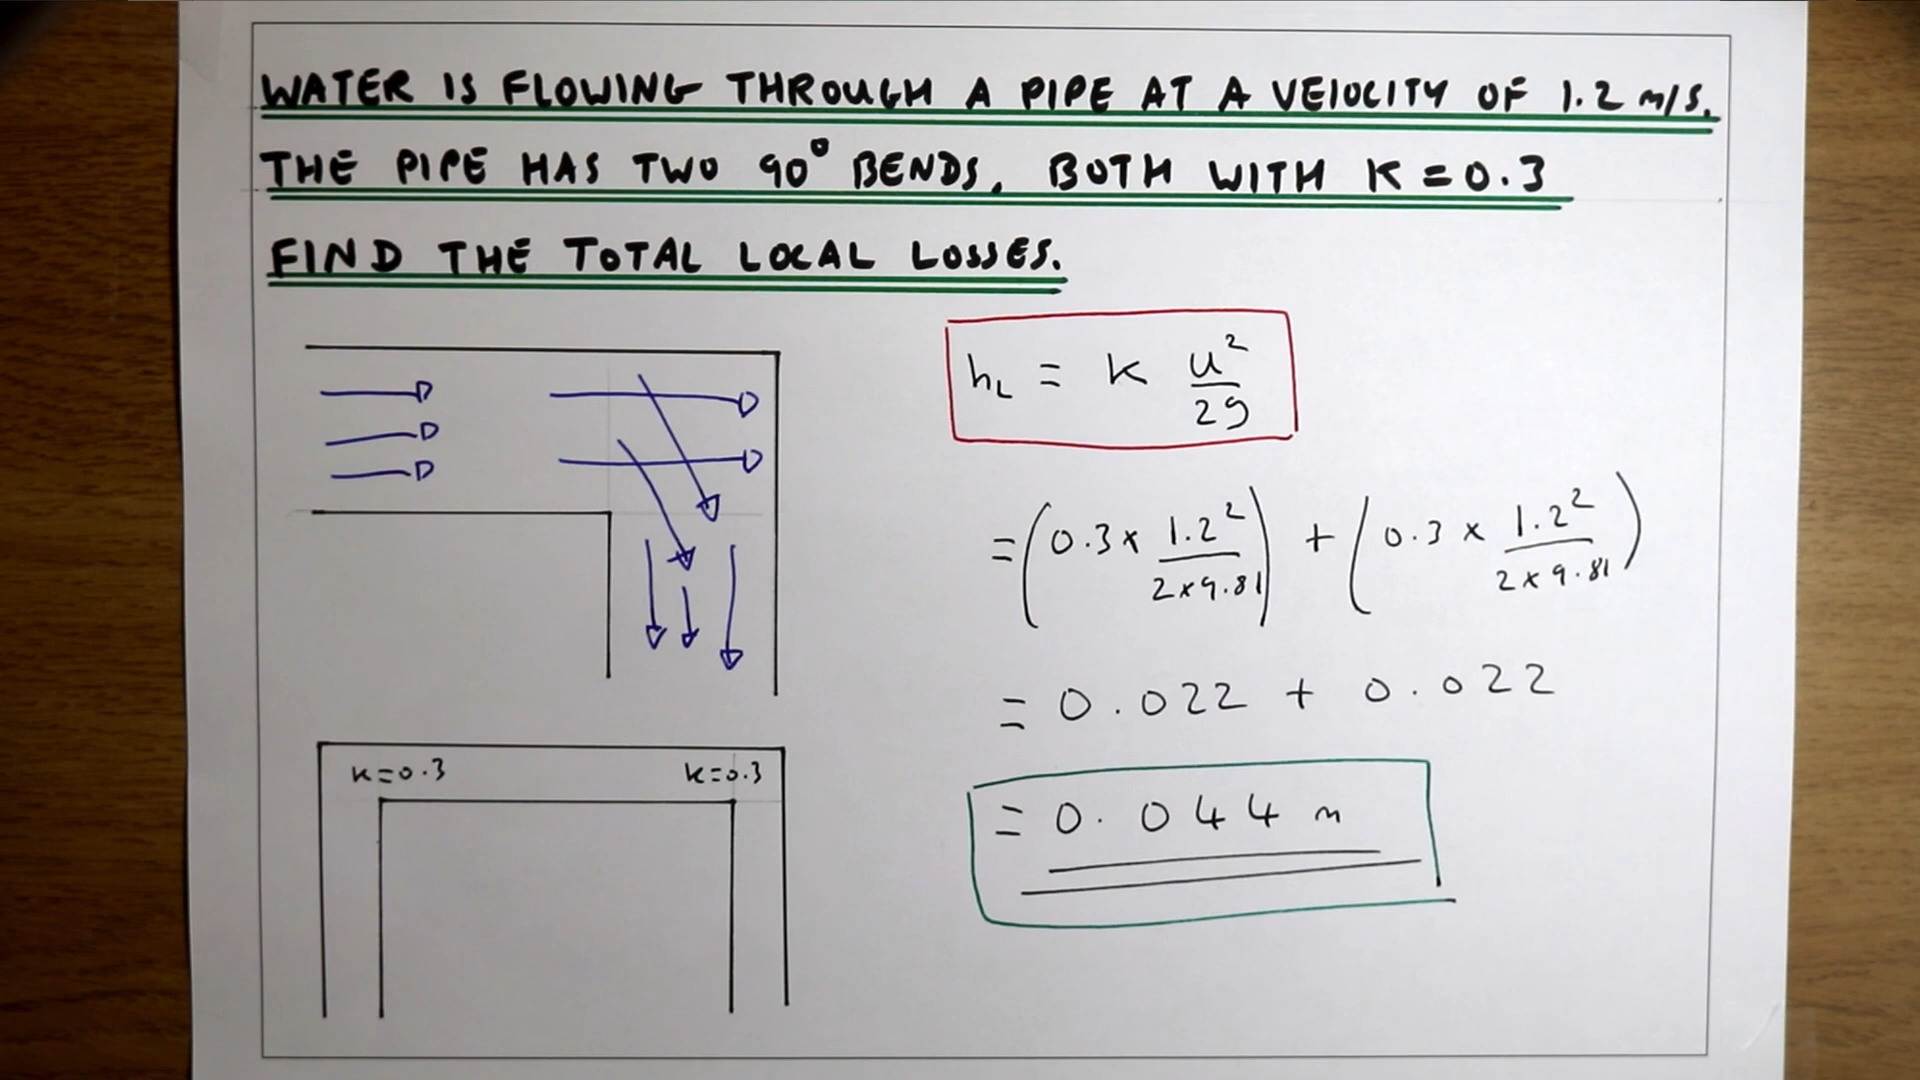 WATER IS FLOWING THROUGH A PIPE AT A VELOCITY OF 1.2 m/s.
THE PIPE HAS TWO 90° BENDS, BOTH WITH K = 0.3
FIND THE TOTAL LOCAL LOSSES.
h_L = K u²/2g
= (0.3 × 1.2²/2×9.81) + (0.3 × 1.2²/2×9.81)
= 0.022 + 0.022
= 0.044 m
K=0.3 K=0.3